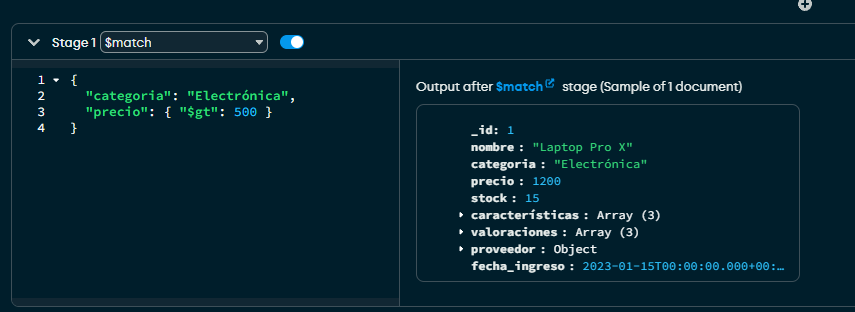 Stage 1 $match
1 {
2 "categoria": "Electrónica",
3 "precio": { "$gt": 500 }
4 }
Output after $match stage (Sample of 1 document)
_id: 1
nombre : "Laptop Pro X"
categoria : "Electrónica"
precio : 1200
stock : 15
características : Array (3)
valoraciones : Array (3)
proveedor : Object
fecha_ingreso : 2023-01-15T00:00:00.000+00:…